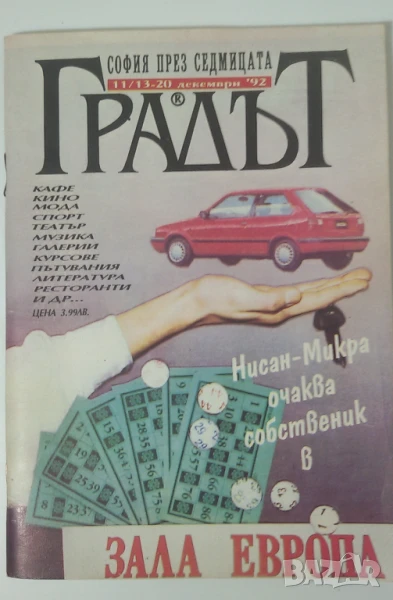 СОФИЯ ПРЕЗ СЕДМИЦАТА
11/13-20 декември '92
ГРАДЪТ®
КАФЕ
КИНО
МОДА
СПОРТ
ТЕАТЪР
МУЗИКА
ГАЛЕРИИ
КУРСОВЕ
ПЪТУВАНИЯ
ЛИТЕРАТУРА
РЕСТОРАНТИ
И ДР...
ЦЕНА 3.99ЛВ.
Нисан-Микра
очаква
собственик
в
ЗАЛА ЕВРОПА
BAZAR